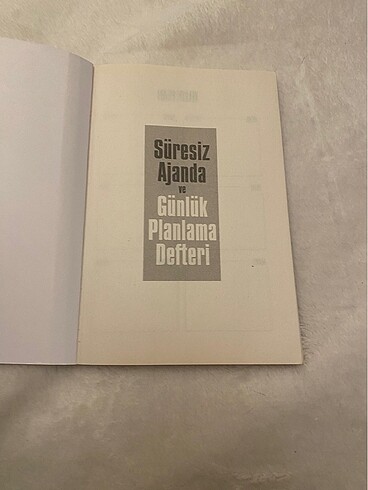 Süresiz
Ajanda
ve
Günlük
Planlama
Defteri